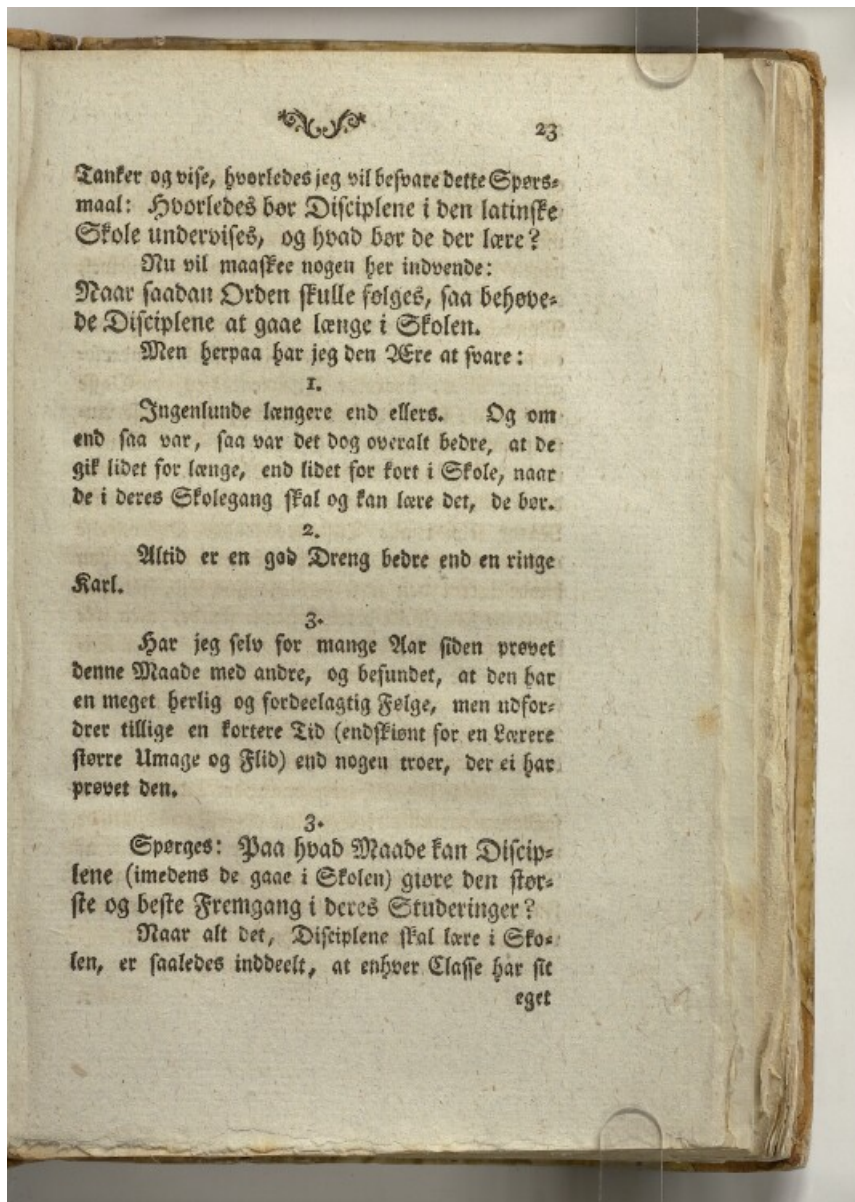 23
Tanker og vise, hvorledes jeg vil besvare dette Spørs-
maal: Hvorledes bør Disciplene i den latinske
Skole undervises, og hvad bør de der lære?
Nu vil maaskee nogen her indvende:
Naar saadan Orden skulle følges, saa behøve-
de Disciplene at gaae længe i Skolen.
Men herpaa har jeg den Ære at svare:
1.
Ingenlunde længere end ellers. Og om
end saa var, saa var det dog overalt bedre, at de
gik lidet for længe, end lidet for kort i Skole, naar
de i deres Skolegang skal og kan lære det, de bør.
2.
Altid er en god Dreng bedre end en ringe
Karl.
3.
Har jeg selv for mange Aar siden prøvet
denne Maade med andre, og befundet, at den har
en meget herlig og fordeelagtig Følge, men udfor-
drer tillige en kortere Tid (endskiønt for en Lærere
større Umage og Flid) end nogen troer, der ei har
prøvet den.
3.
Spørges: Paa hvad Maade kan Discip-
lene (imedens de gaae i Skolen) giøre den stør-
ste og beste Fremgang i deres Studeringer?
Naar alt det, Disciplene skal lære i Sko-
len, er saaledes inddeelt, at enhver Classe har sit
eget